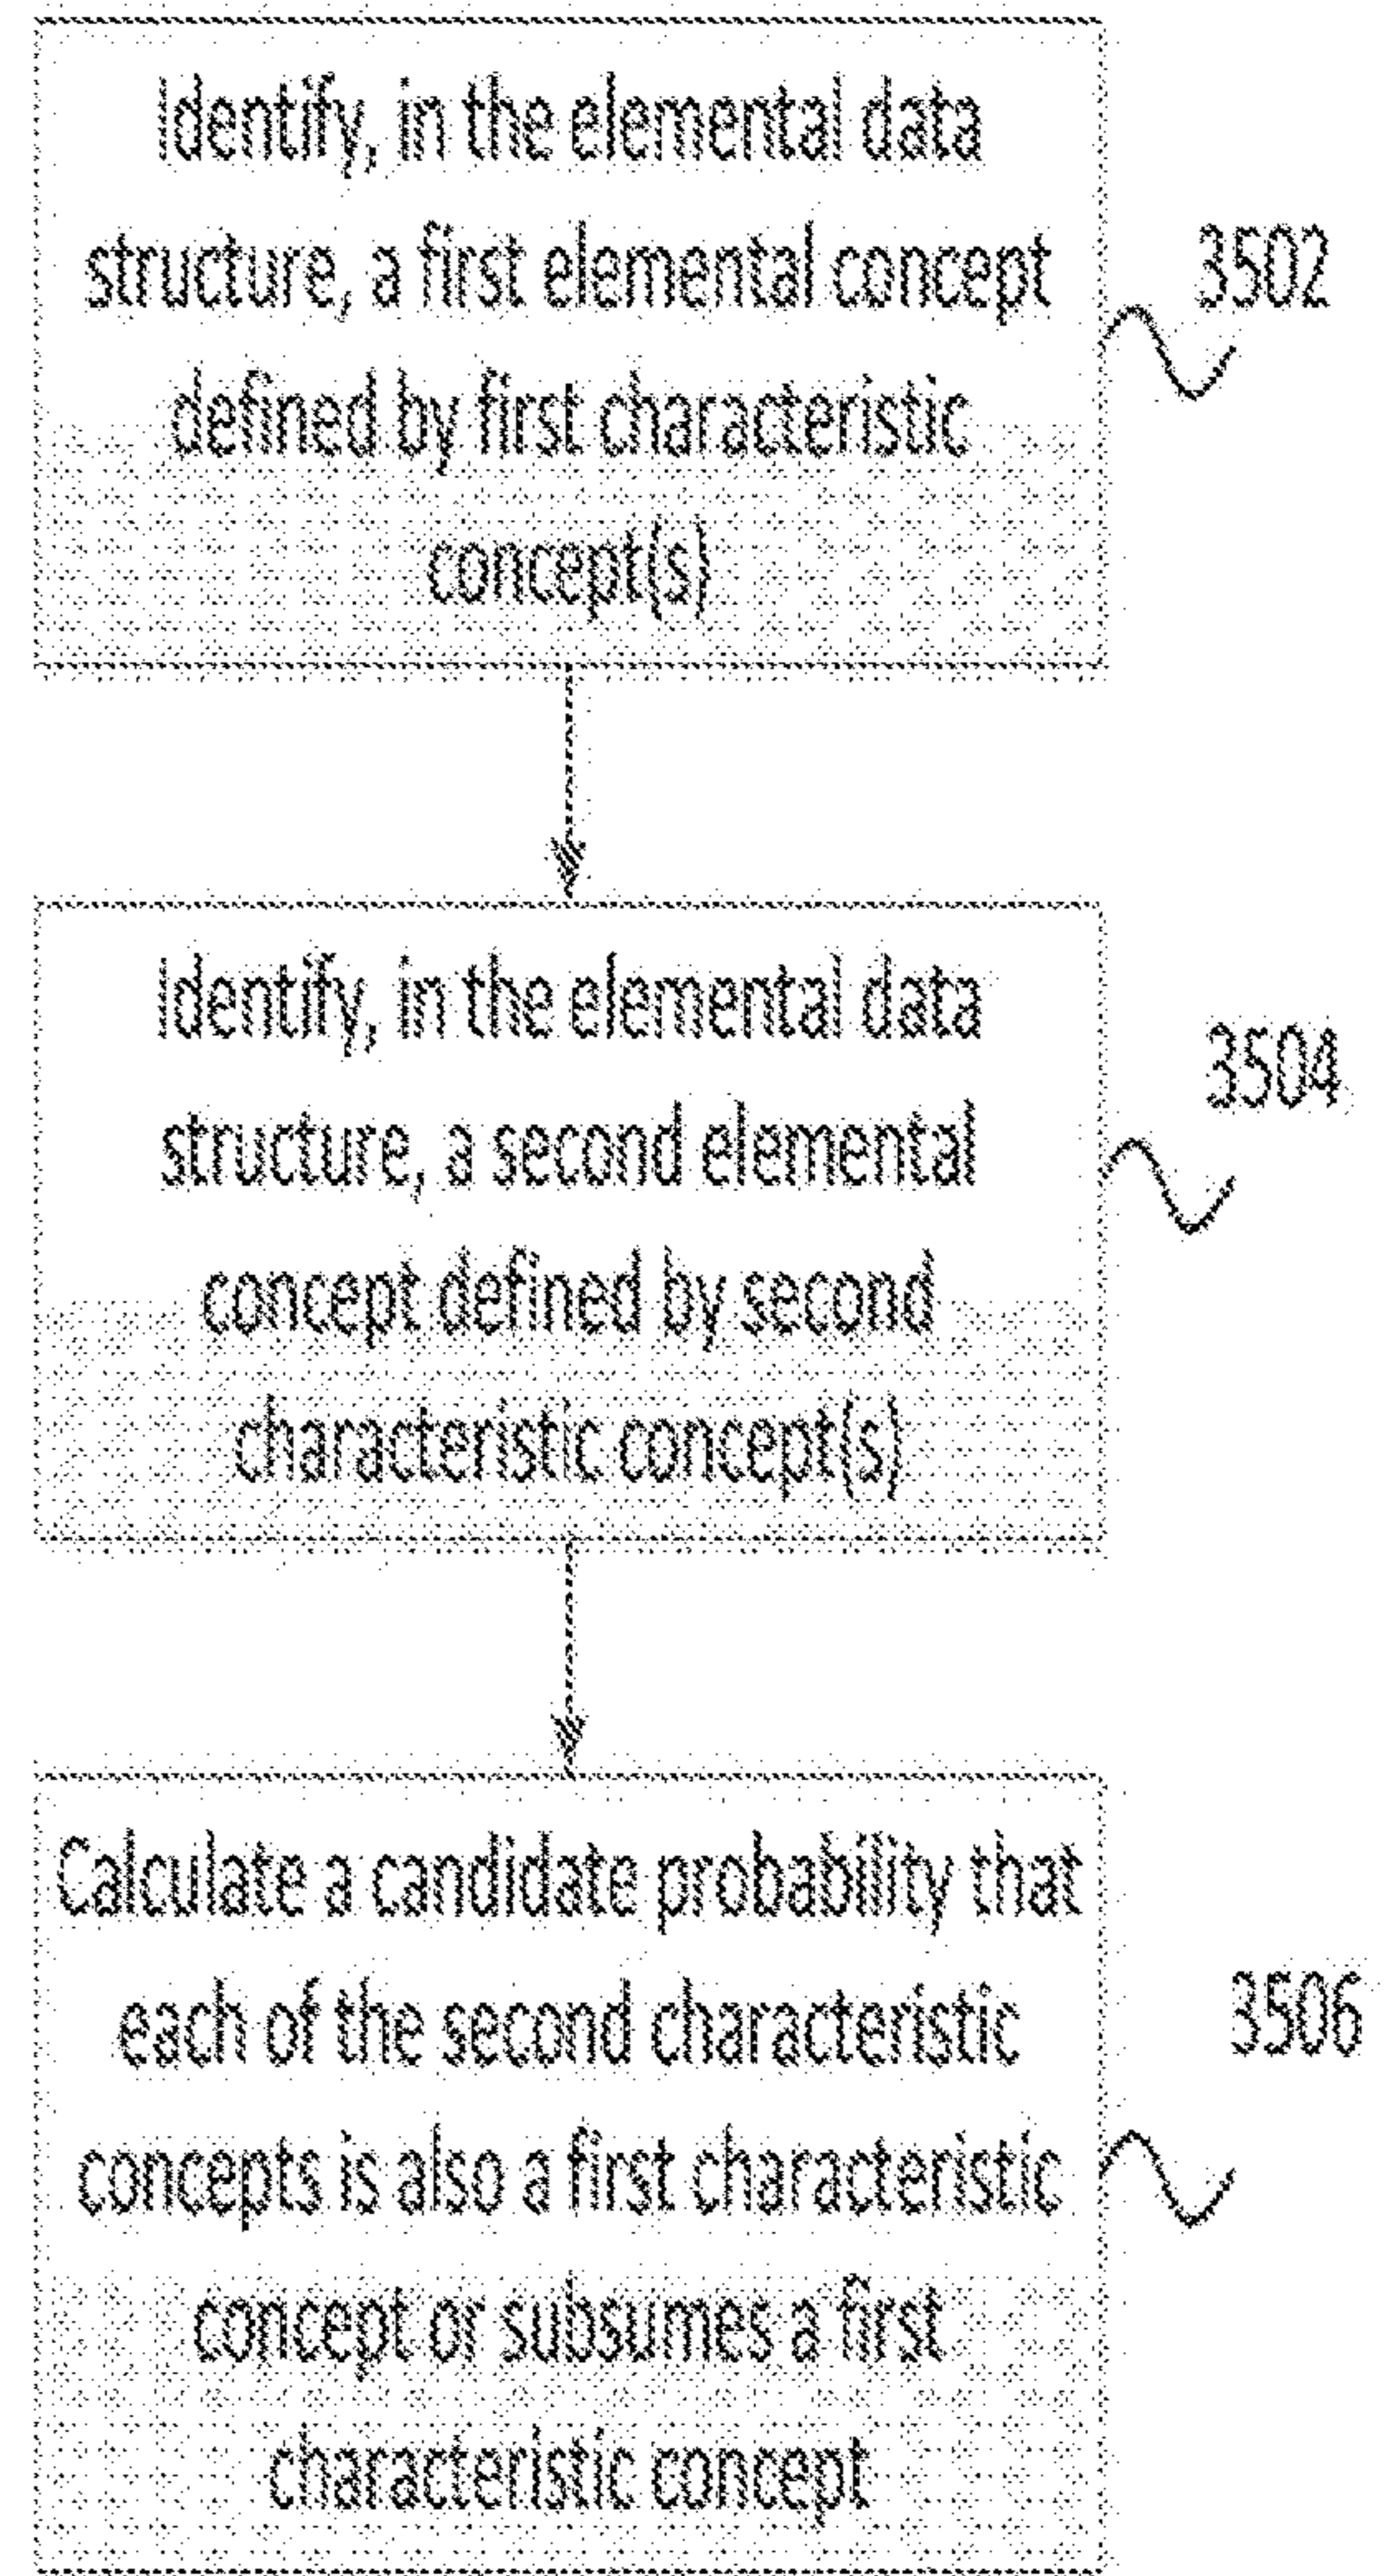 Identify, in the elemental data
structure, a first elemental concept
defined by first characteristic
concept(s)
3502
Identify, in the elemental data
structure, a second elemental
concept defined by second
characteristic concept(s)
3504
Calculate a candidate probability that
each of the second characteristic
concepts is also a first characteristic
concept or subsumes a first
characteristic concept
3506